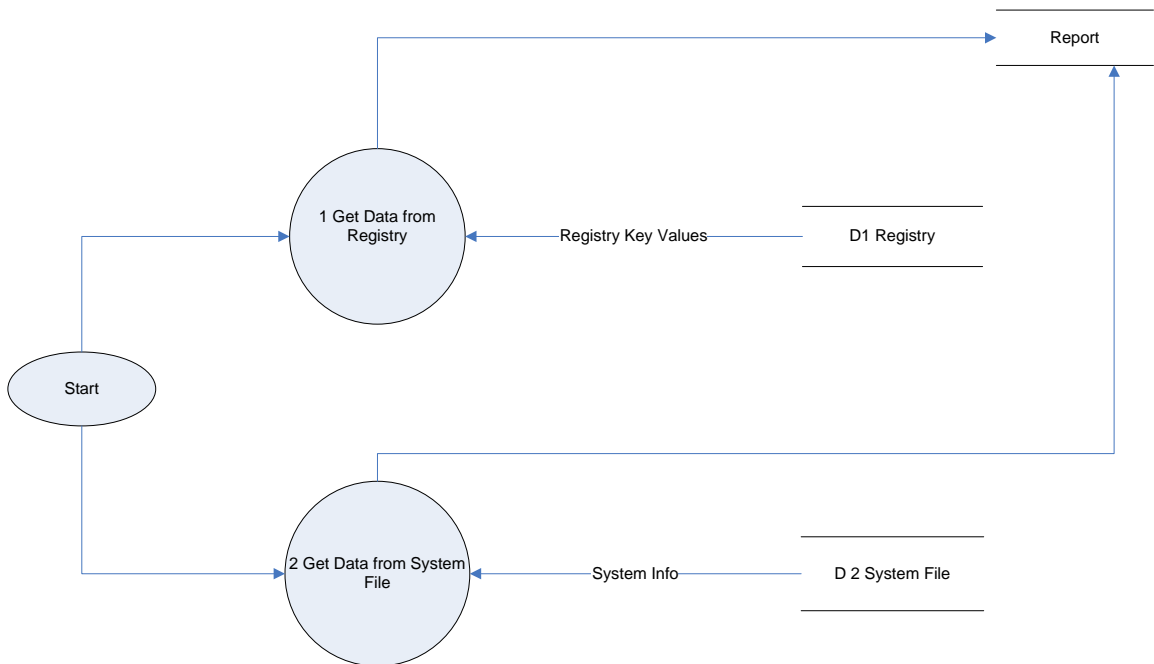 Report
1 Get Data from
Registry
Registry Key Values
D1 Registry
Start
2 Get Data from System
File
System Info
D 2 System File